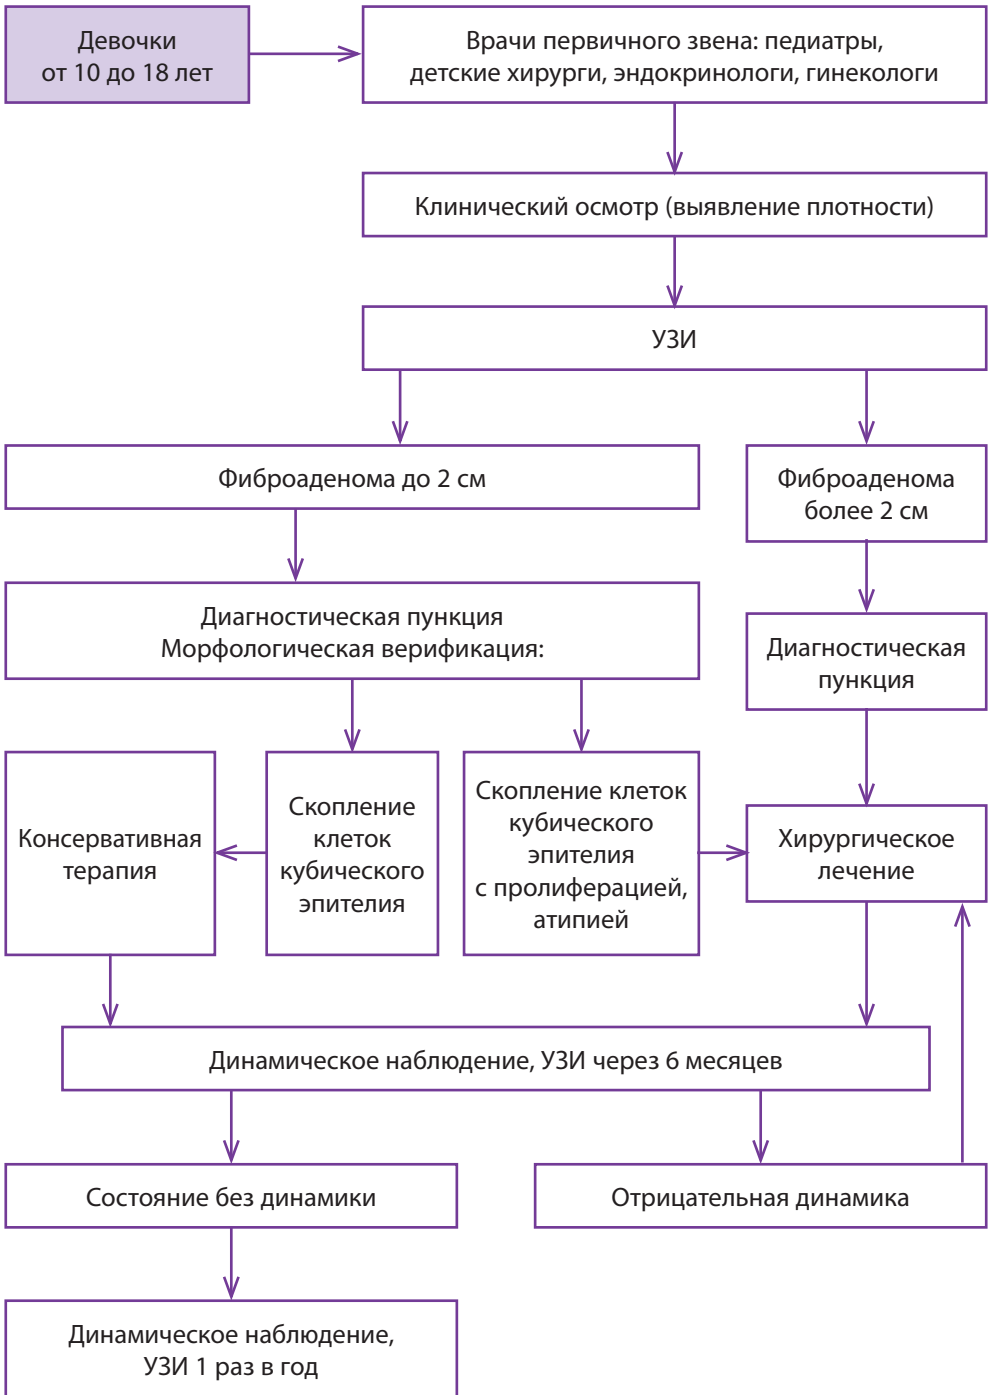 Девочки
от 10 до 18 лет
Врачи первичного звена: педиатры,
детские хирурги, эндокринологи, гинекологи
Клинический осмотр (выявление плотности)
УЗИ
Фиброаденома до 2 см
Фиброаденома
более 2 см
Диагностическая пункция
Морфологическая верификация:
Диагностическая
пункция
Консервативная
терапия
Скопление
клеток
кубического
эпителия
Скопление клеток
кубического
эпителия
с пролиферацией,
атипией
Хирургическое
лечение
Динамическое наблюдение, УЗИ через 6 месяцев
Состояние без динамики
Отрицательная динамика
Динамическое наблюдение,
УЗИ 1 раз в год